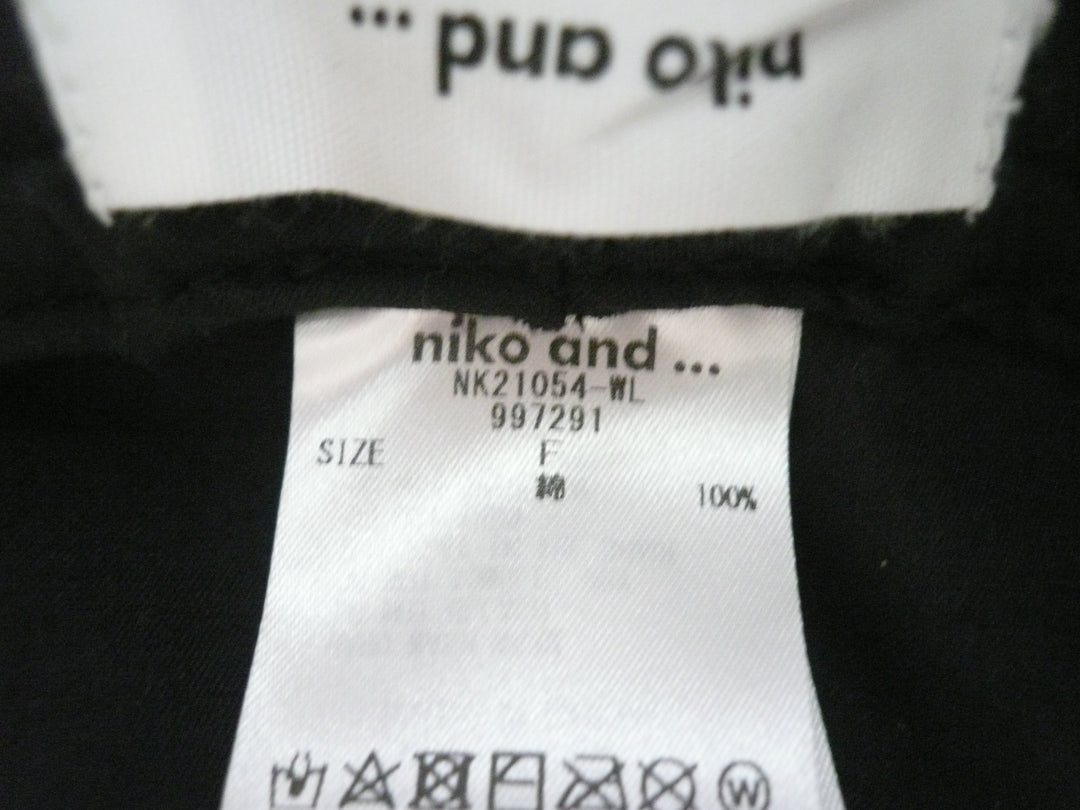 niko and ...
niko and ...
NK21054-WL
997291
SIZE F
綿 100%
W